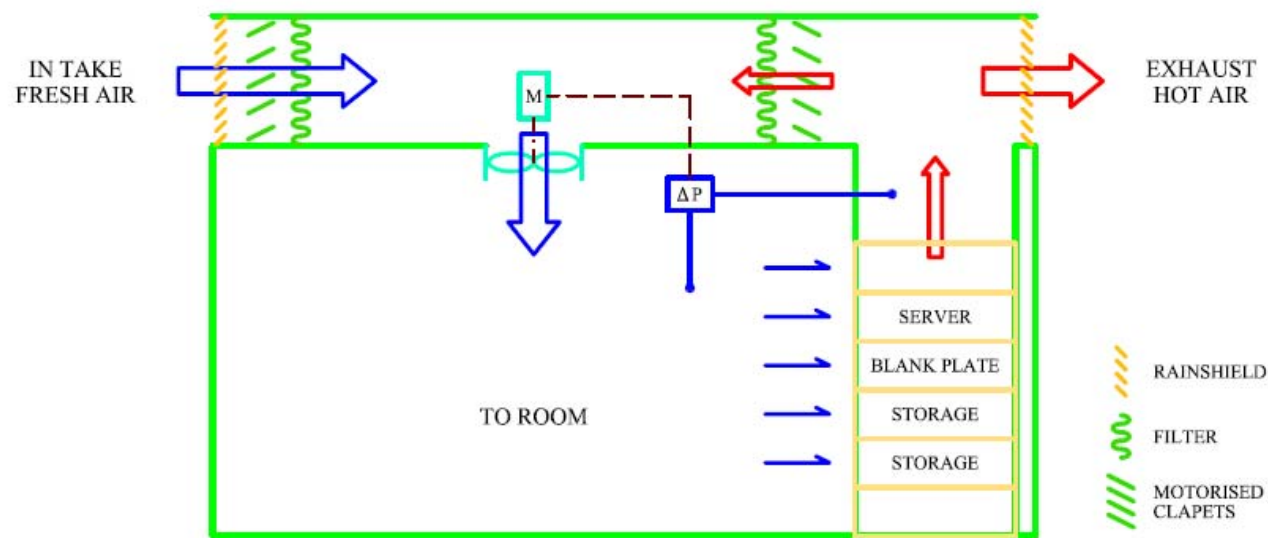 IN TAKE
FRESH AIR
EXHAUST
HOT AIR
M
ΔP
SERVER
BLANK PLATE
STORAGE
STORAGE
TO ROOM
RAINSHIELD
FILTER
MOTORISED
CLAPETS